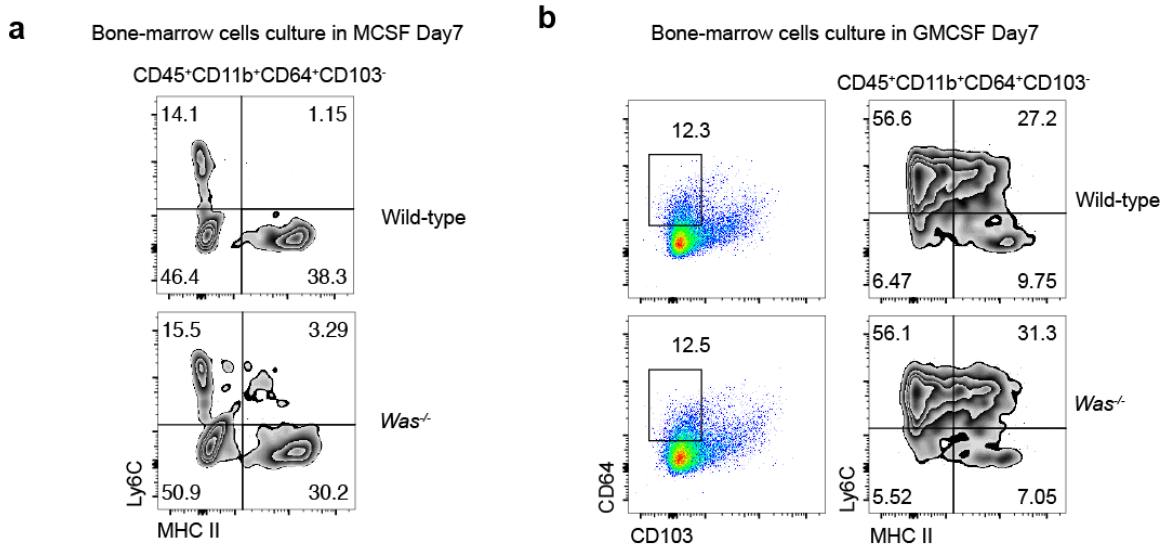 a
Bone-marrow cells culture in MCSF Day7
CD45⁺CD11b⁺CD64⁺CD103⁻
14.1
1.15
46.4
38.3
Wild-type
15.5
3.29
50.9
30.2
Was⁻/⁻
Ly6C
MHC II
b
Bone-marrow cells culture in GMCSF Day7
CD45⁺CD11b⁺CD64⁺CD103⁻
12.3
56.6
27.2
6.47
9.75
Wild-type
12.5
56.1
31.3
5.52
7.05
Was⁻/⁻
CD64
CD103
Ly6C
MHC II